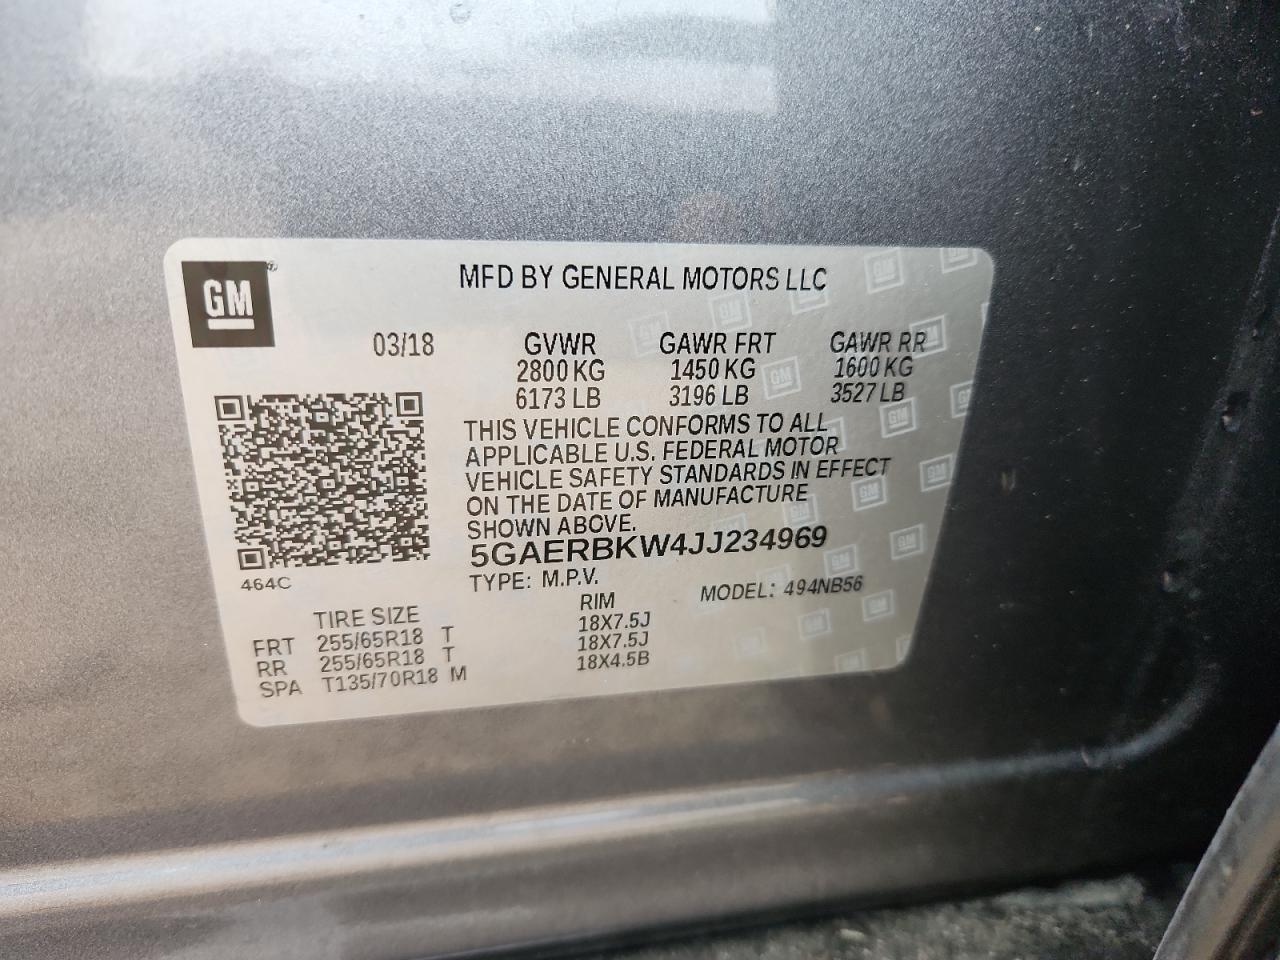 GM
MFD BY GENERAL MOTORS LLC
03/18 GVWR GAWR FRT GAWR RR
2800 KG 1450 KG 1600 KG
6173 LB 3196 LB 3527 LB
THIS VEHICLE CONFORMS TO ALL
APPLICABLE U.S. FEDERAL MOTOR
VEHICLE SAFETY STANDARDS IN EFFECT
ON THE DATE OF MANUFACTURE
SHOWN ABOVE.
5GAERBKW4JJ234969
464C
TYPE: M.P.V. MODEL: 494NB56
TIRE SIZE RIM
FRT 255/65R18 T 18X7.5J
RR 255/65R18 T 18X7.5J
SPA T135/70R18 M 18X4.5B